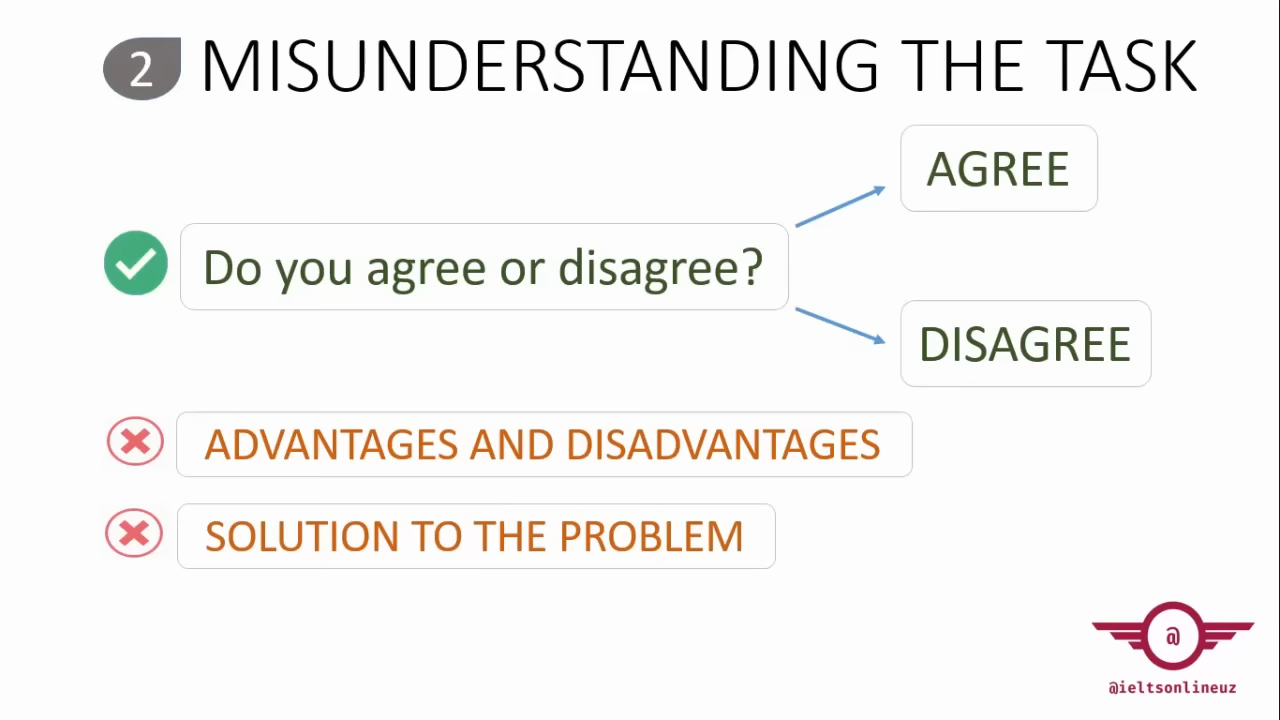 2 MISUNDERSTANDING THE TASK
AGREE
Do you agree or disagree?
DISAGREE
ADVANTAGES AND DISADVANTAGES
SOLUTION TO THE PROBLEM
@
@ieltsonlineuz